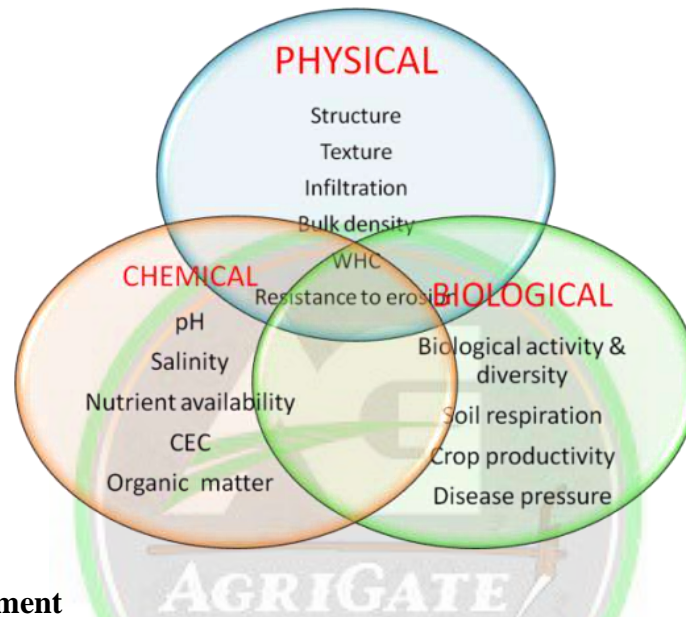 PHYSICAL
Structure
Texture
Infiltration
Bulk density
WHC
Resistance to erosion
CHEMICAL
pH
Salinity
Nutrient availability
CEC
Organic matter
BIOLOGICAL
Biological activity &
diversity
Soil respiration
Crop productivity
Disease pressure
AGRIGATE
ment